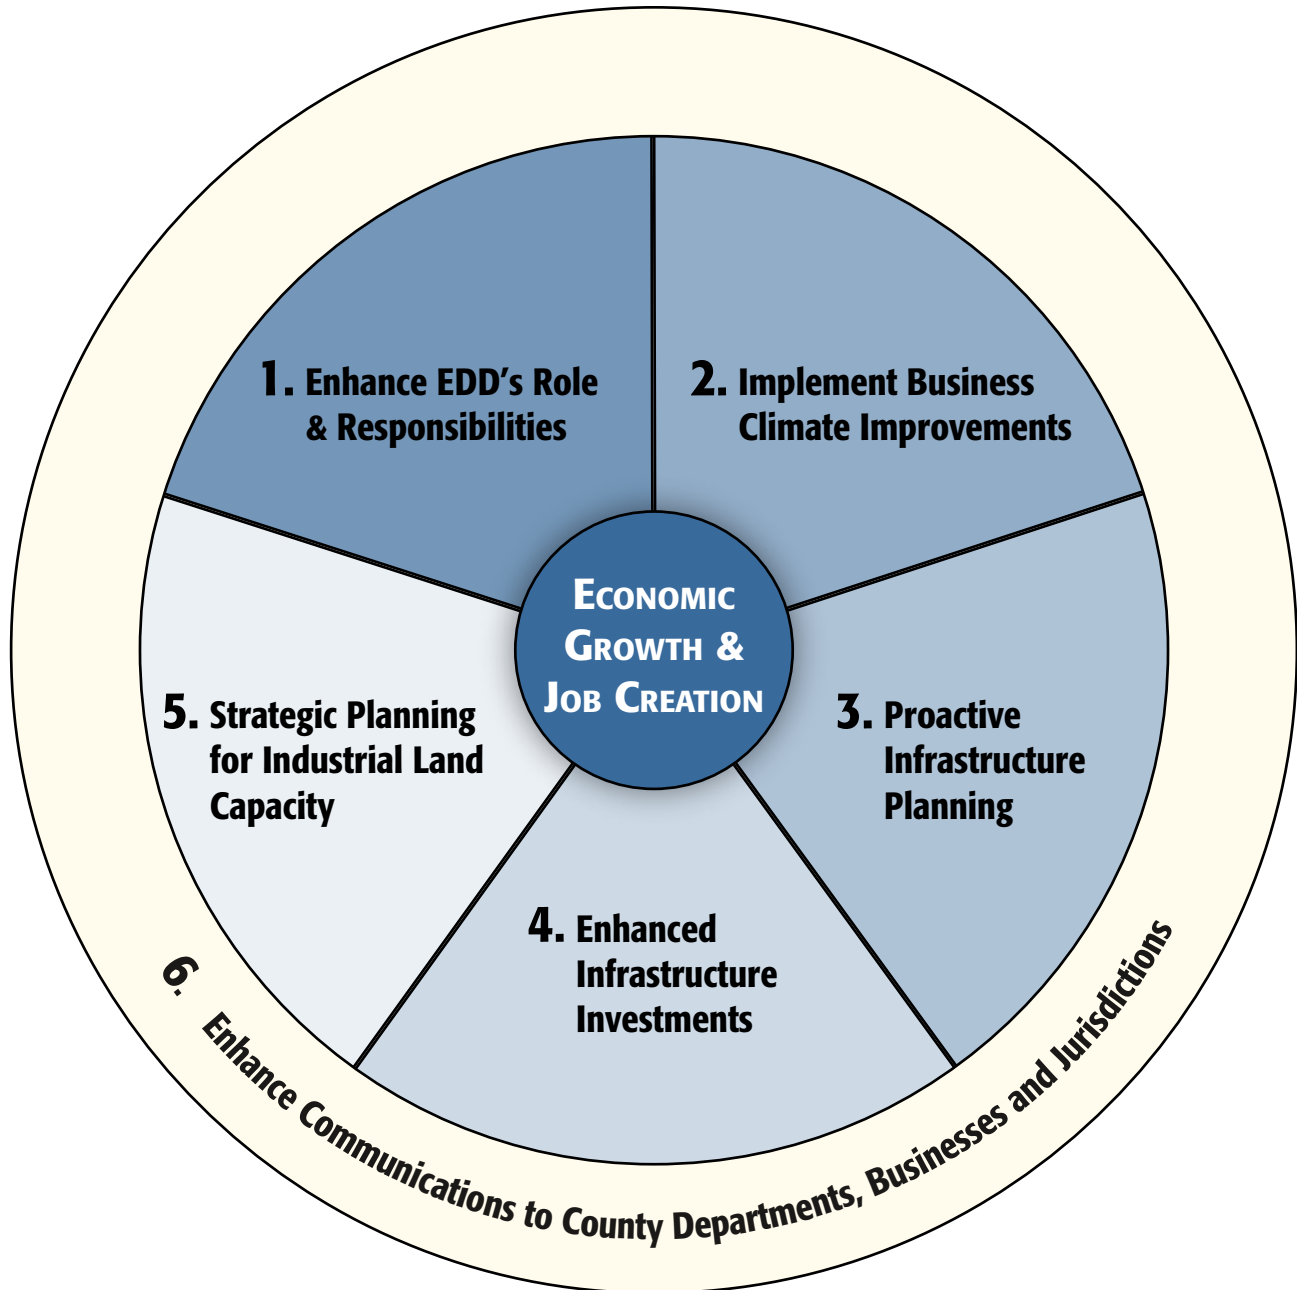 1. Enhance EDD’s Role
& Responsibilities
2. Implement Business
Climate Improvements
Economic
Growth &
Job Creation
3. Proactive
Infrastructure
Planning
4. Enhanced
Infrastructure
Investments
5. Strategic Planning
for Industrial Land
Capacity
6. Enhance Communications to County Departments, Businesses and Jurisdictions